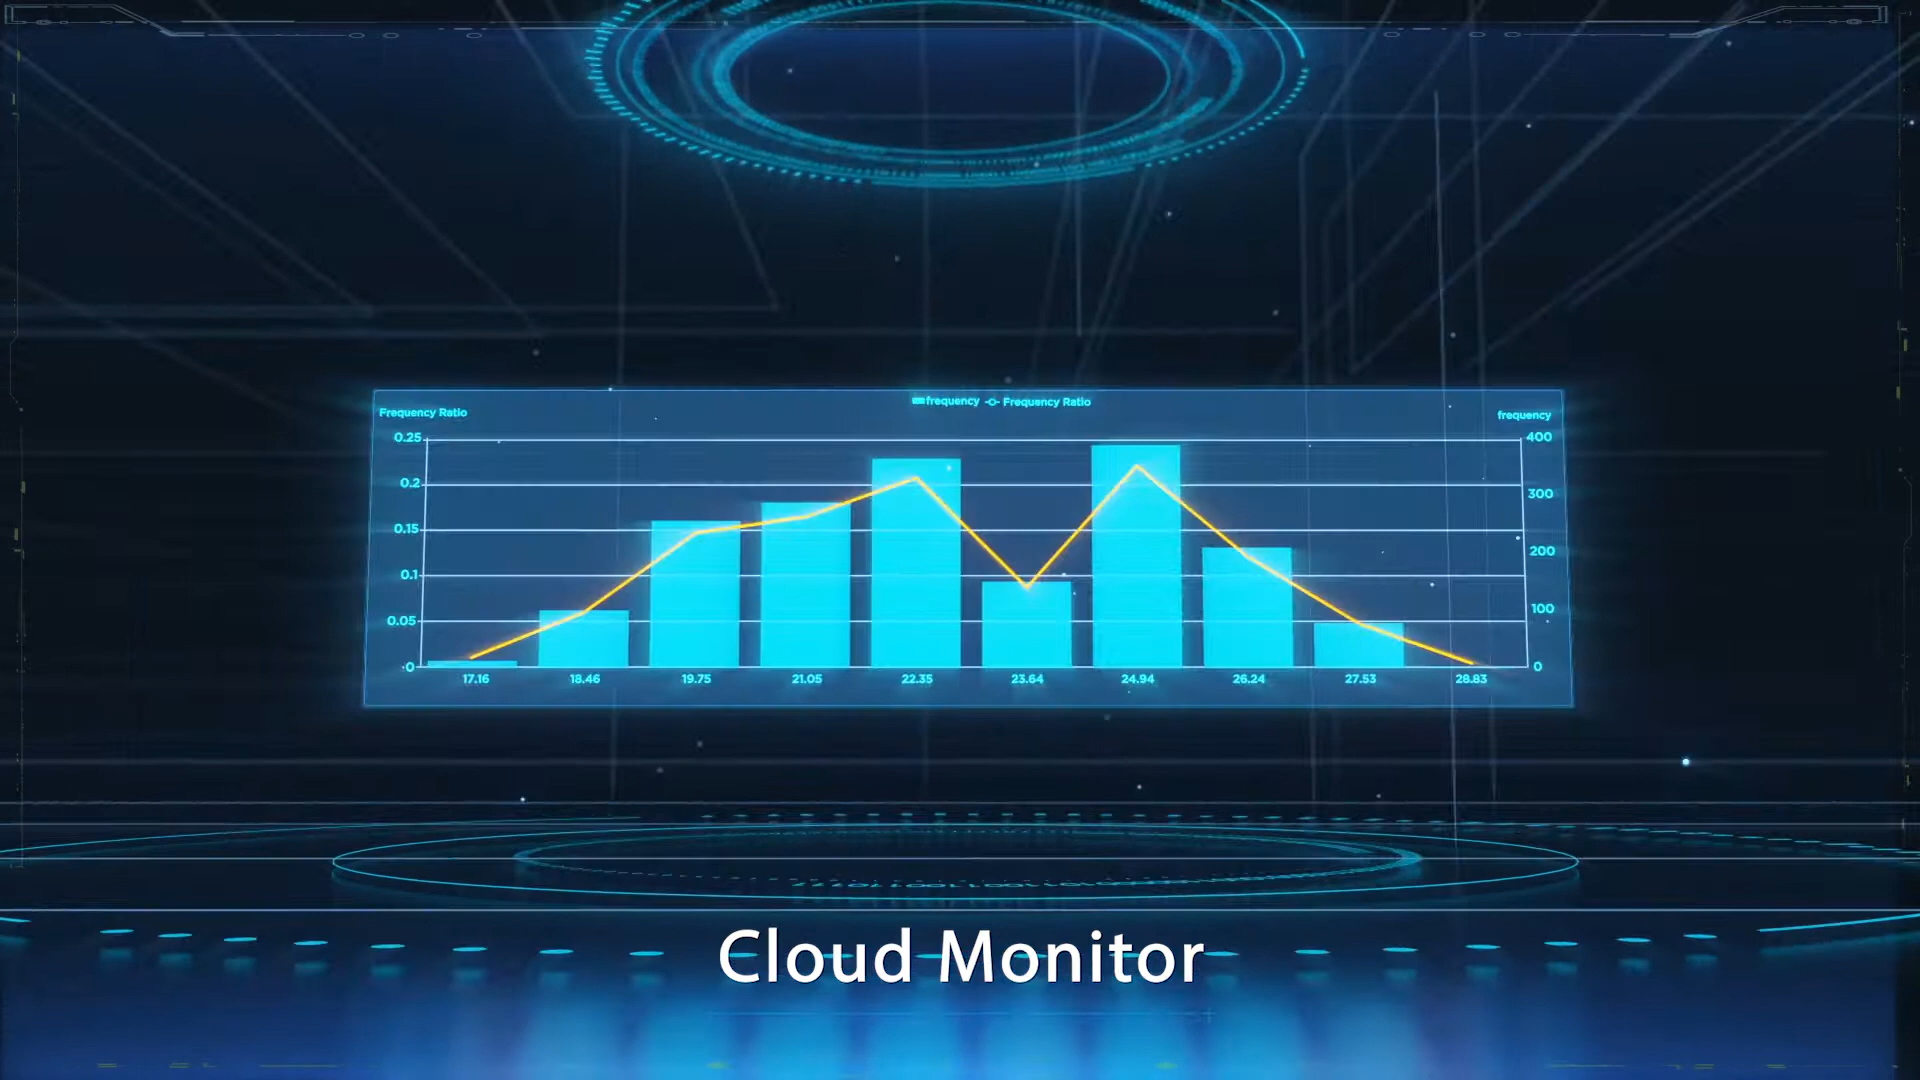 frequency Frequency Ratio
Frequency Ratio
frequency
0.25
0.2
0.15
0.1
0.05
0
400
300
200
100
0
17.16 18.46 19.75 21.05 22.35 23.64 24.94 26.24 27.53 28.83
Cloud Monitor